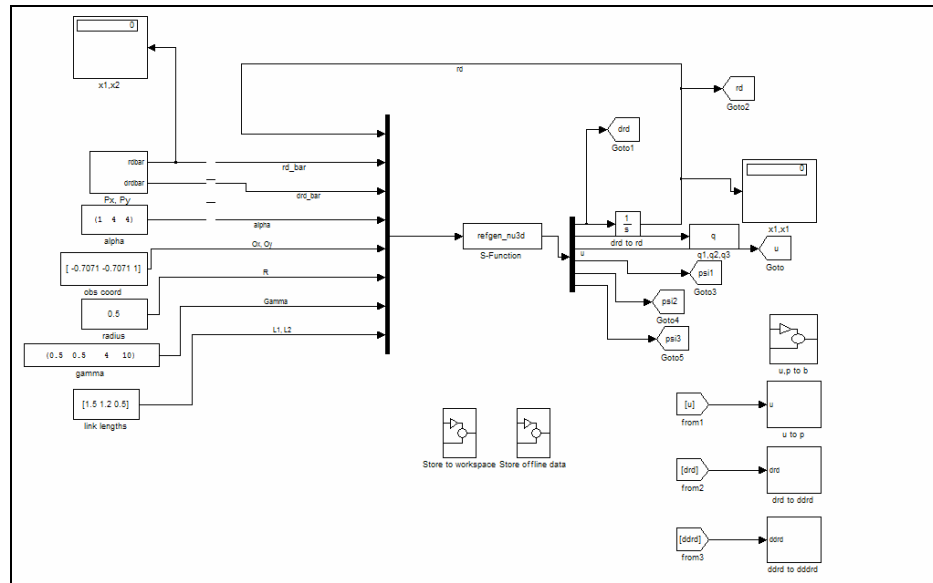 0
x1,x2
rd
rd
Goto2
drd
Goto1
rdbar
drdbar
Px, Py
rd_bar
drd_bar
0
x1,x1
(1 4 4)
alpha
alpha
refgen_nu3d
S-Function
1
s
drd to rd
q
q1,q2,q3
u
u
Goto
[ -0.7071 -0.7071 1]
obs coord
Ox, Oy
psi1
Goto3
R
0.5
radius
psi2
Goto4
Gamma
psi3
Goto5
L1, L2
(0.5 0.5 4 10)
gamma
u,p to b
[1.5 1.2 0.5]
link lengths
[u]
from1
u
u to p
Store to workspace
Store offline data
[drd]
from2
drd
drd to ddrd
[ddrd]
from3
ddrd
ddrd to dddrd